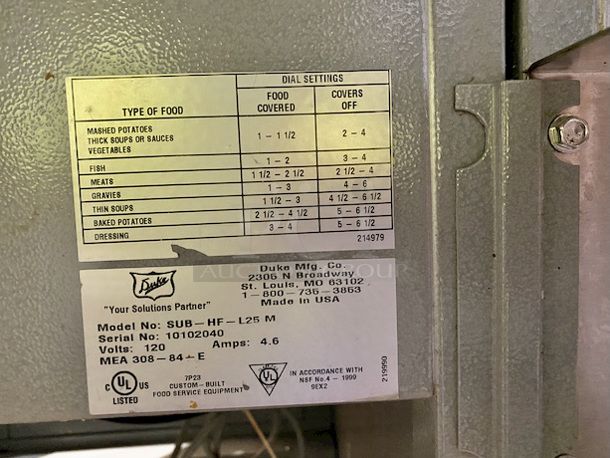 DIAL SETTINGS
TYPE OF FOOD FOOD COVERED COVERS OFF
MASHED POTATOES
THICK SOUPS OR SAUCES 1 - 1 1/2 2 - 4
VEGETABLES
FISH 1 - 2 3 - 4
MEATS 1 1/2 - 2 1/2 2 1/2 - 4
GRAVIES 1 - 3 4 - 6
THIN SOUPS 1 1/2 - 3 4 1/2 - 6 1/2
BAKED POTATOES 2 1/2 - 4 1/2 5 - 6 1/2
DRESSING 3 - 4 5 - 6 1/2
214979
Duke
"Your Solutions Partner"
Duke Mfg. Co.
2305 N Broadway
St. Louis, MO 63102
1-800-735-3853
Made in USA
Model No: SUB-HF-L25 M
Serial No: 10102040
Volts: 120 Amps: 4.6
MEA 308-84-E
C UL US
LISTED
7P23
CUSTOM-BUILT
FOOD SERVICE EQUIPMENT
UL
IN ACCORDANCE WITH
NSF No.4 - 1999
9EX2